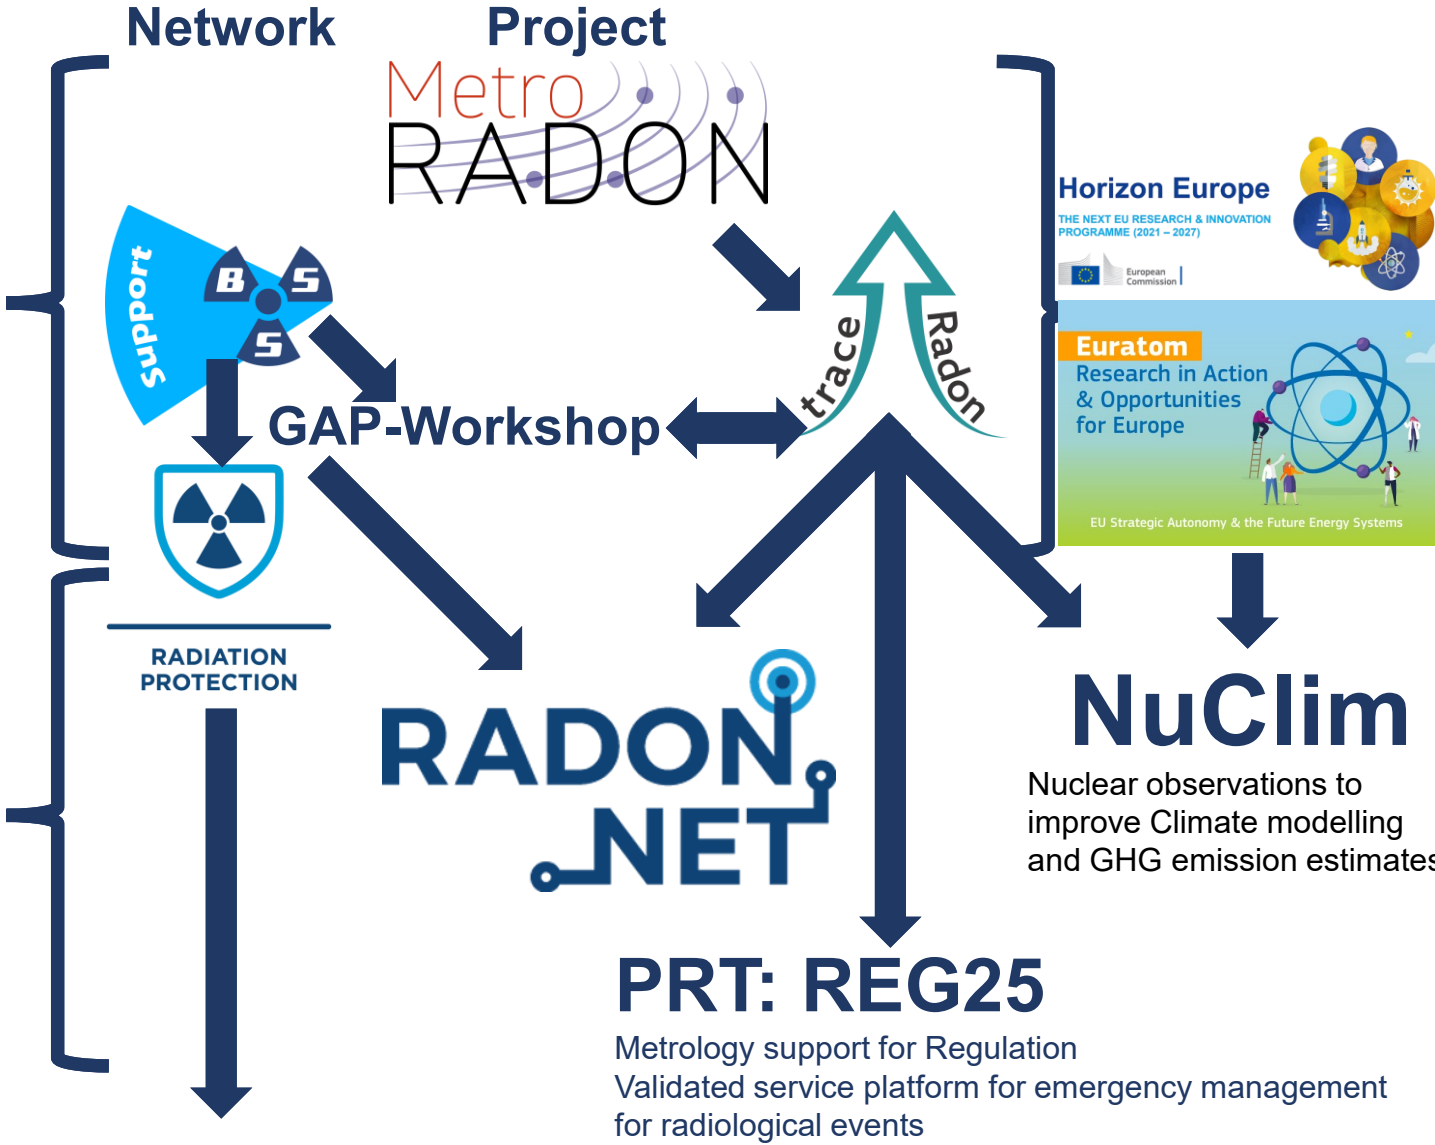 Network
Project
Metro
RADON
Horizon Europe
THE NEXT EU RESEARCH & INNOVATION
PROGRAMME (2021 – 2027)
European
Commission
Support
B S
S
trace
Radon
Euratom
Research in Action
& Opportunities
for Europe
EU Strategic Autonomy & the Future Energy Systems
GAP-Workshop
RADIATION
PROTECTION
RADON
NET
NuClim
Nuclear observations to
improve Climate modelling
and GHG emission estimates
PRT: REG25
Metrology support for Regulation
Validated service platform for emergency management
for radiological events